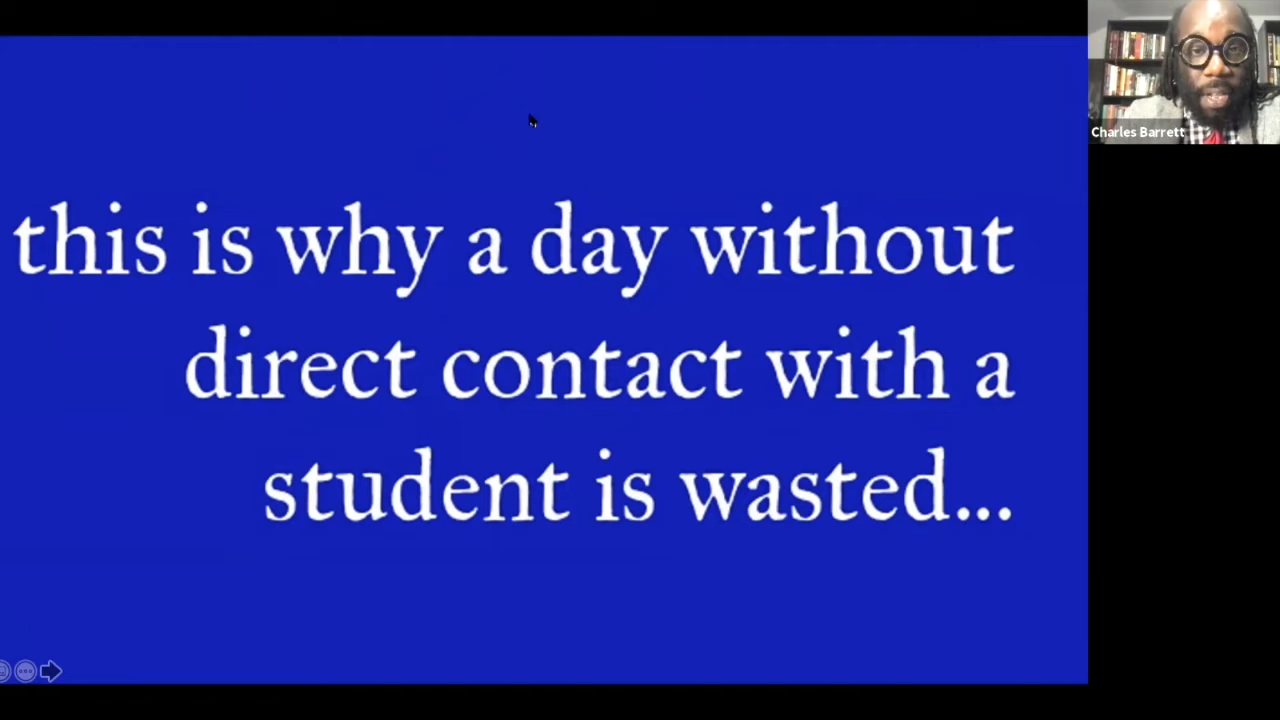 this is why a day without
direct contact with a
student is wasted...
Charles Barrett